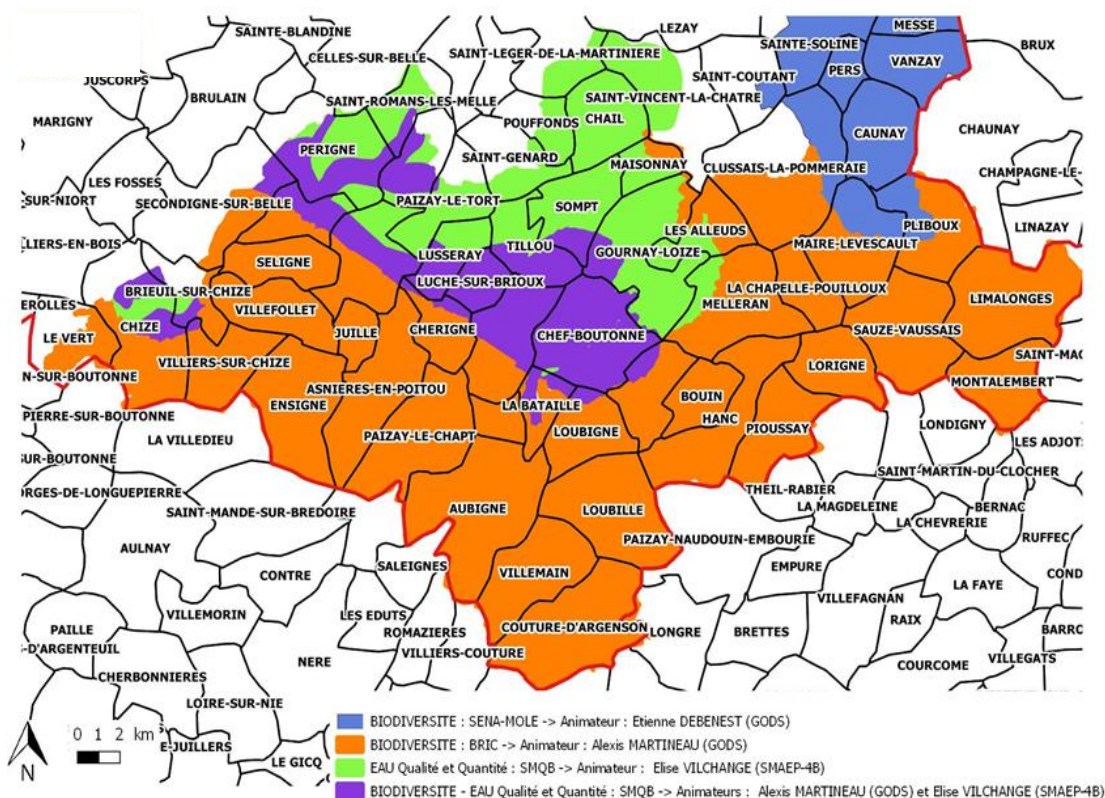 SAINTE-BLANDINE
LEZAY
MESSE
CELLES-SUR-BELLE
SAINT-LEGER-DE-LA-MARTINIERE
SAINTE-SOLINE
BRUX
PERS
VANZAY
JUSCORPS
BRULAIN
SAINT-COUTANT
SAINT-ROMANS-LES-MELLE
SAINT-VINCENT-LA-CHATRE
MARIGNY
POUFFONDS
CHAIL
CAUNAY
CHAUNAY
PERIGNE
SAINT-GENARD
MAISONNAY
CLUSSAIS-LA-POMMERAIE
CHAMPAGNE-LE-
LES FOSSES
SUR-NIORT
SECONDIGNE-SUR-BELLE
PAIZAY-LE-TORT
SOMPT
PLIBOUX
LINAZAY
LES ALLEUDS
LLIERS-EN-BOIS
TILLOU
MAIRE-LEVESCAULT
LUSSERAY
GOURNAY-LOIZE
SELIGNE
LUCHE-SUR-BRIOUX
BRIEUIL-SUR-CHIZE
LA CHAPELLE-POUILLOUX
LIMALONGES
EROLLES
VILLEFOLLET
MELLERAN
CHIZE
JUILLE
CHERIGNE
CHEF-BOUTONNE
SAUZE-VAUSSAIS
LE VERT
SAINT-MAC
VILLIERS-SUR-CHIZE
LORIGNE
N-SUR-BOUTONNE
MONTALEMBERT
ASNIERES-EN-POITOU
BOUIN
ENSIGNE
LA BATAILLE
PIERRE-SUR-BOUTONNE
HANC
LONDIGNY
LA VILLEDIEU
PAIZAY-LE-CHAPT
LOUBIGNE
PIOUSSAY
LES ADJOTS
SUR-BOUTONNE
SAINT-MARTIN-DU-CLOCHER
ORGES-DE-LONGUEPIERRE
THEIL-RABIER
SAINT-MANDE-SUR-BREDOIRE
AUBIGNE
LOUBILLE
LA MAGDELEINE
BERNAC
LA CHEVRERIE
AULNAY
PAIZAY-NAUDOUIN-EMBOURIE
RUFFEC
SALEIGNES
EMPURE
CONTRE
VILLEMAIN
COND
LA FAYE
VILLEMORIN
LES EDUTS
VILLEFAGNAN
PAILLE
ROMAZIERES
COUTURE-D'ARGENSON
LONGRE
BRETTES
RAIX
BARRO
-D'ARGENTEUIL
NERE
VILLIERS-COUTURE
VILLEGATS
CHERBONNIERES
COURCOME
LOIRE-SUR-NIE
E-JUILLERS
LE GICQ
0 1 2 km
N
BIODIVERSITE : SENA-MOLE -> Animateur : Etienne DEBENEST (GODS)
BIODIVERSITE : BRIC -> Animateur : Alexis MARTINEAU (GODS)
EAU Qualité et Quantité : SMQB -> Animateur : Elise VILCHANGE (SMAEP-4B)
BIODIVERSITE - EAU Qualité et Quantité : SMQB -> Animateurs : Alexis MARTINEAU (GODS) et Elise VILCHANGE (SMAEP-4B)